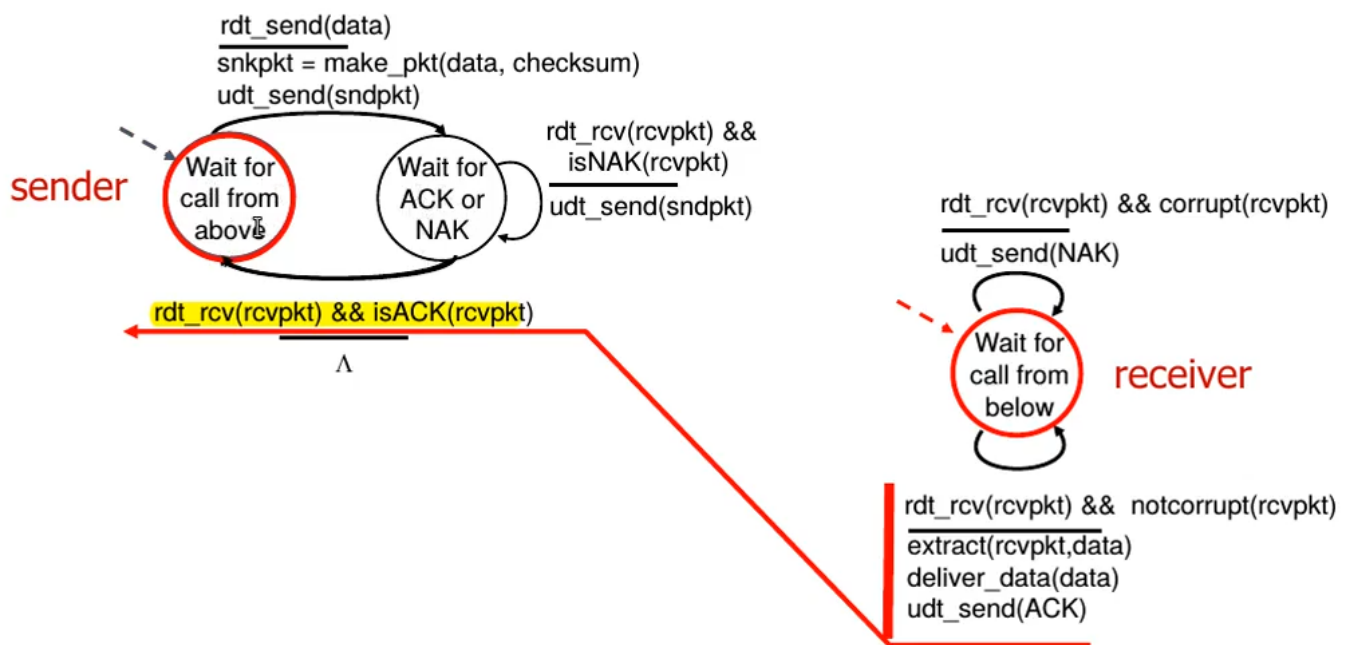 rdt_send(data)
snkpkt = make_pkt(data, checksum)
udt_send(sndpkt)
sender
Wait for
call from
above
Wait for
ACK or
NAK
rdt_rcv(rcvpkt) &&
isNAK(rcvpkt)
udt_send(sndpkt)
rdt_rcv(rcvpkt) && isACK(rcvpkt)
Λ
rdt_rcv(rcvpkt) && corrupt(rcvpkt)
udt_send(NAK)
Wait for
call from
below
receiver
rdt_rcv(rcvpkt) && notcorrupt(rcvpkt)
extract(rcvpkt,data)
deliver_data(data)
udt_send(ACK)